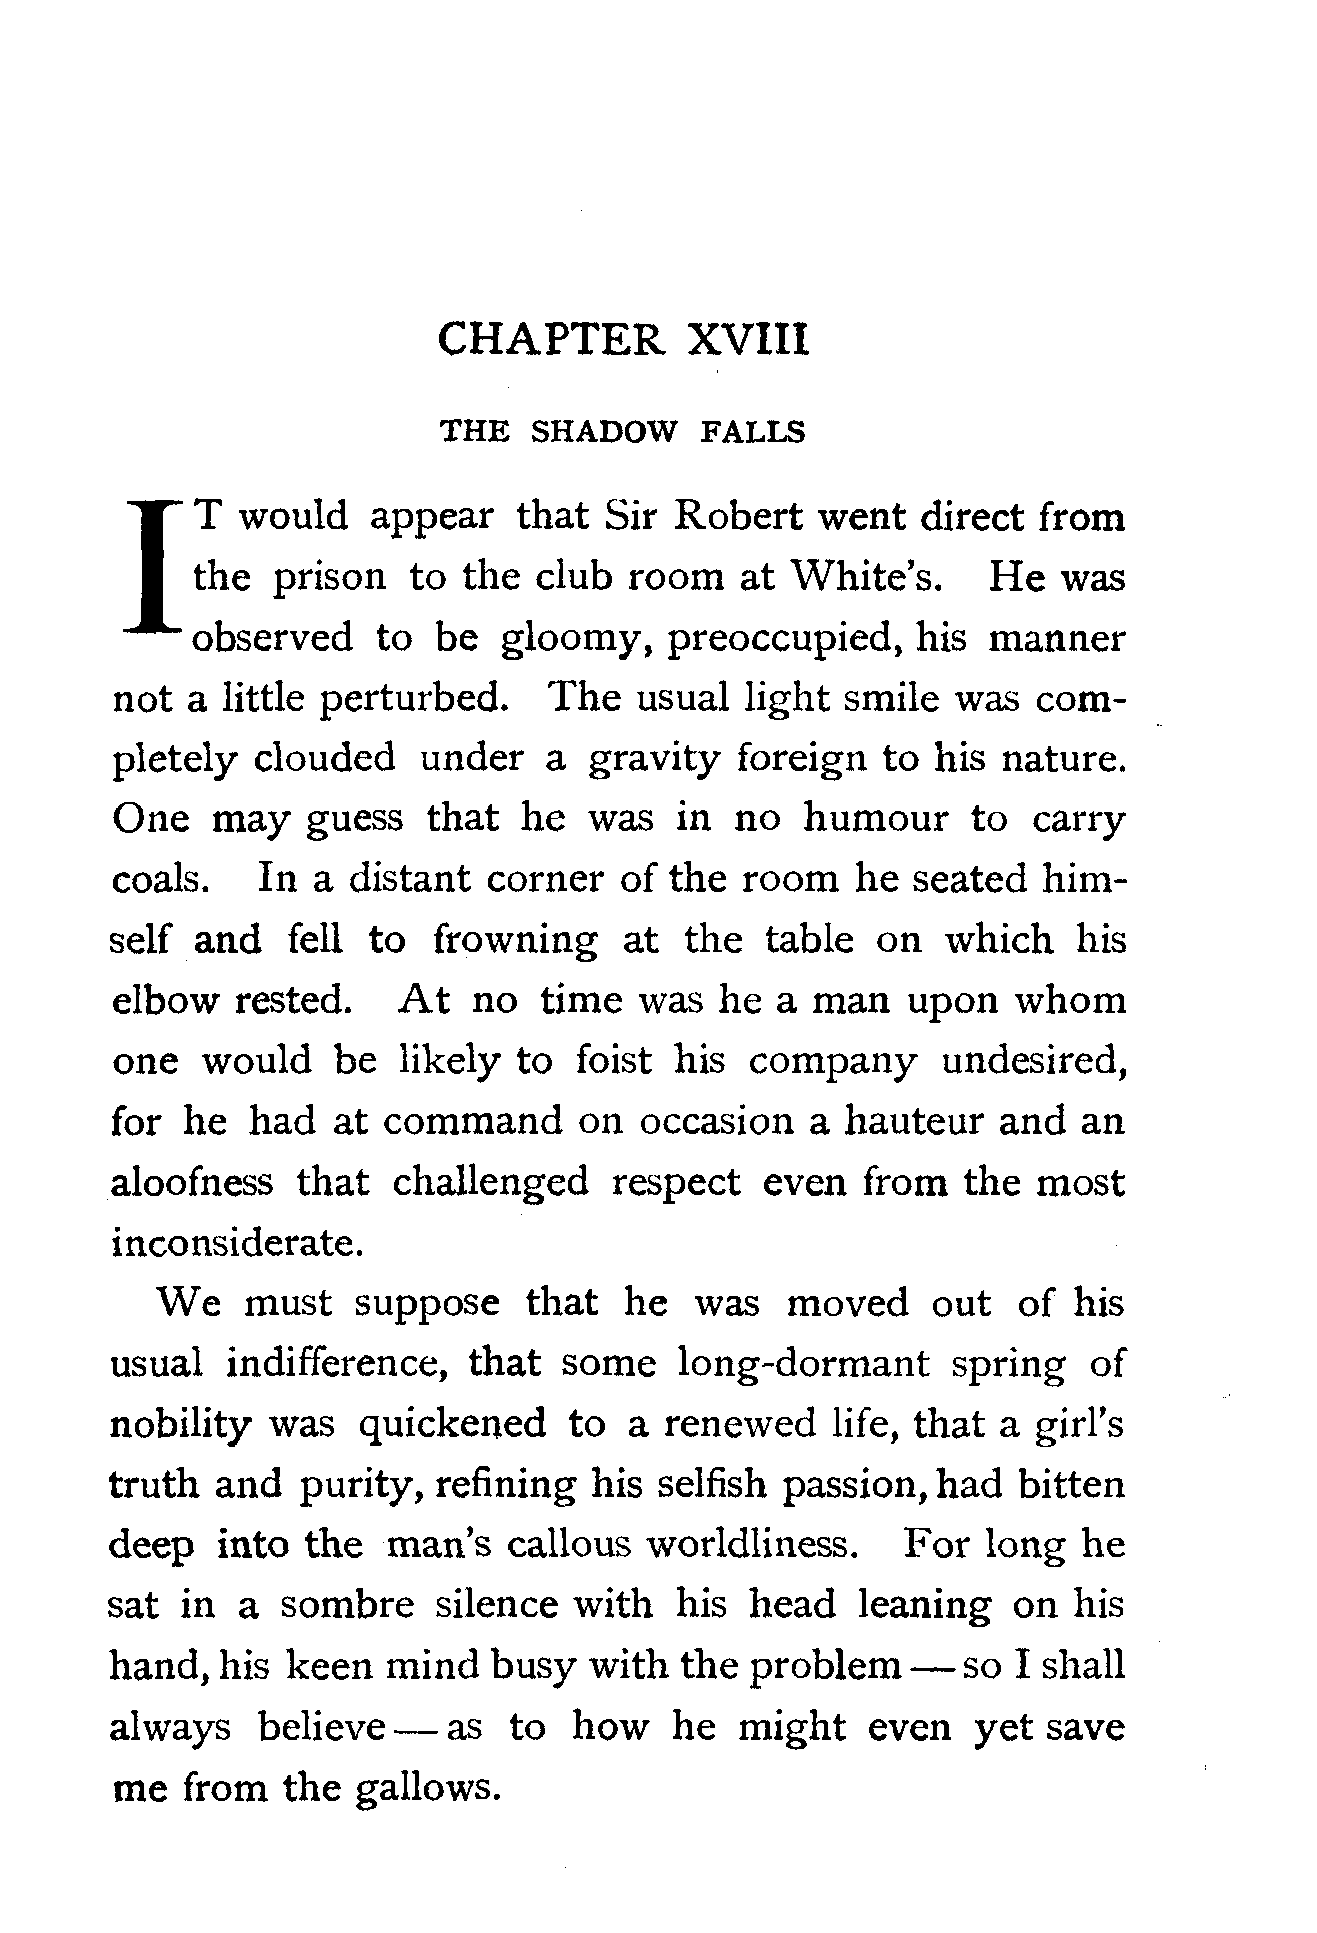 CHAPTER XVIII
THE SHADOW FALLS
IT would appear that Sir Robert went direct from
the prison to the club room at White's. He was
observed to be gloomy, preoccupied, his manner
not a little perturbed. The usual light smile was com-
pletely clouded under a gravity foreign to his nature.
One may guess that he was in no humour to carry
coals. In a distant corner of the room he seated him-
self and fell to frowning at the table on which his
elbow rested. At no time was he a man upon whom
one would be likely to foist his company undesired,
for he had at command on occasion a hauteur and an
aloofness that challenged respect even from the most
inconsiderate.
We must suppose that he was moved out of his
usual indifference, that some long-dormant spring of
nobility was quickened to a renewed life, that a girl's
truth and purity, refining his selfish passion, had bitten
deep into the man's callous worldliness. For long he
sat in a sombre silence with his head leaning on his
hand, his keen mind busy with the problem — so I shall
always believe — as to how he might even yet save
me from the gallows.